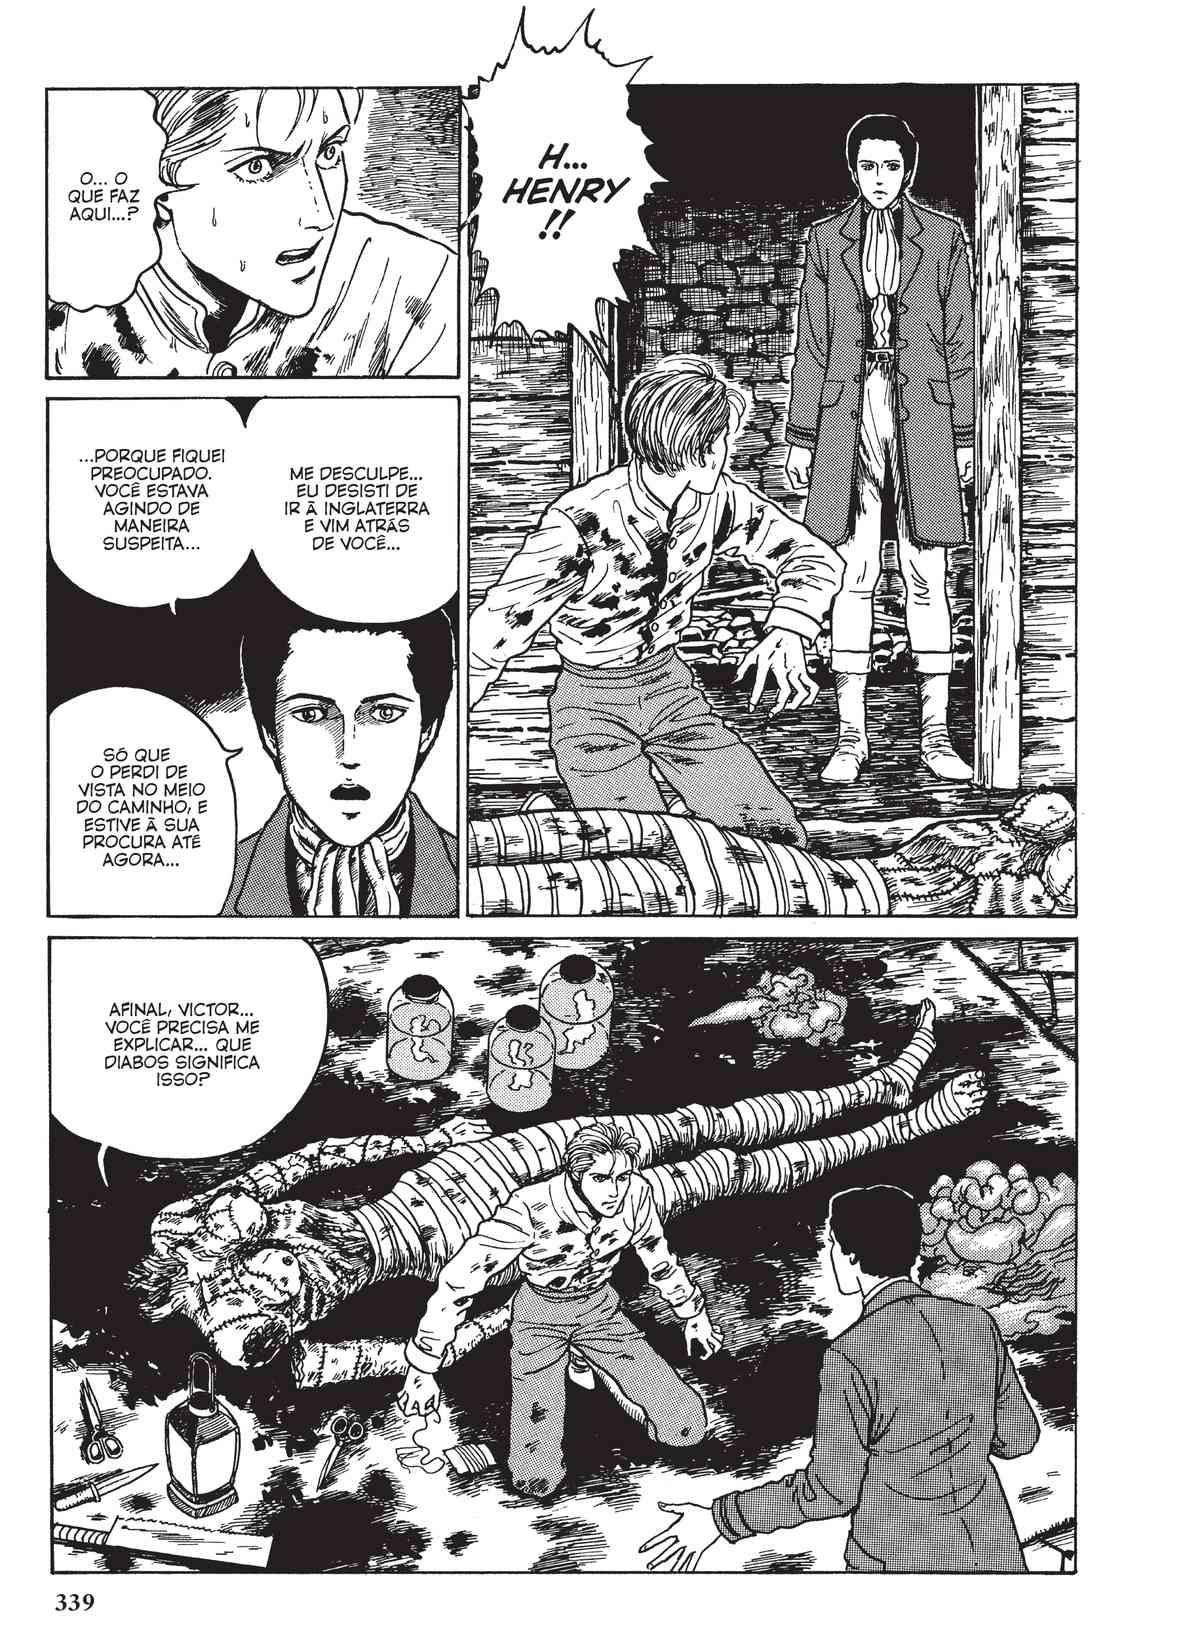 H...
HENRY
!!
O... O
QUE FAZ
AQUI...?
ME DESCULPE...
EU DESISTI DE
IR À INGLATERRA
E VIM ATRÁS
DE VOCÊ...
...PORQUE FIQUEI
PREOCUPADO.
VOCÊ ESTAVA
AGINDO DE
MANEIRA
SUSPEITA...
SÓ QUE
O PERDI DE
VISTA NO MEIO
DO CAMINHO, E
ESTIVE À SUA
PROCURA ATÉ
AGORA...
AFINAL, VICTOR...
VOCÊ PRECISA ME
EXPLICAR... QUE
DIABOS SIGNIFICA
ISSO?
339